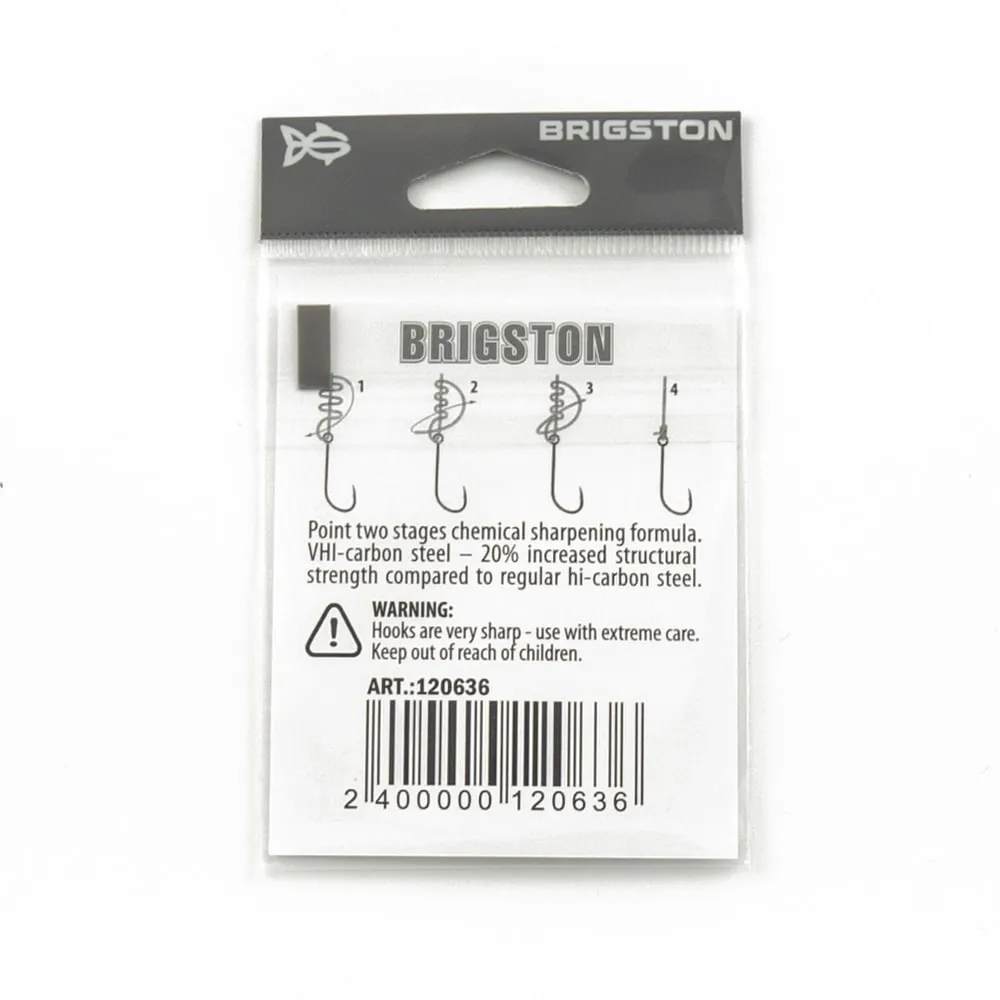 BRIGSTON
BRIGSTON
1 2 3 4
Point two stages chemical sharpening formula.
VHI-carbon steel – 20% increased structural
strength compared to regular hi-carbon steel.
WARNING:
Hooks are very sharp - use with extreme care.
Keep out of reach of children.
ART.:120636
2 400000 120636